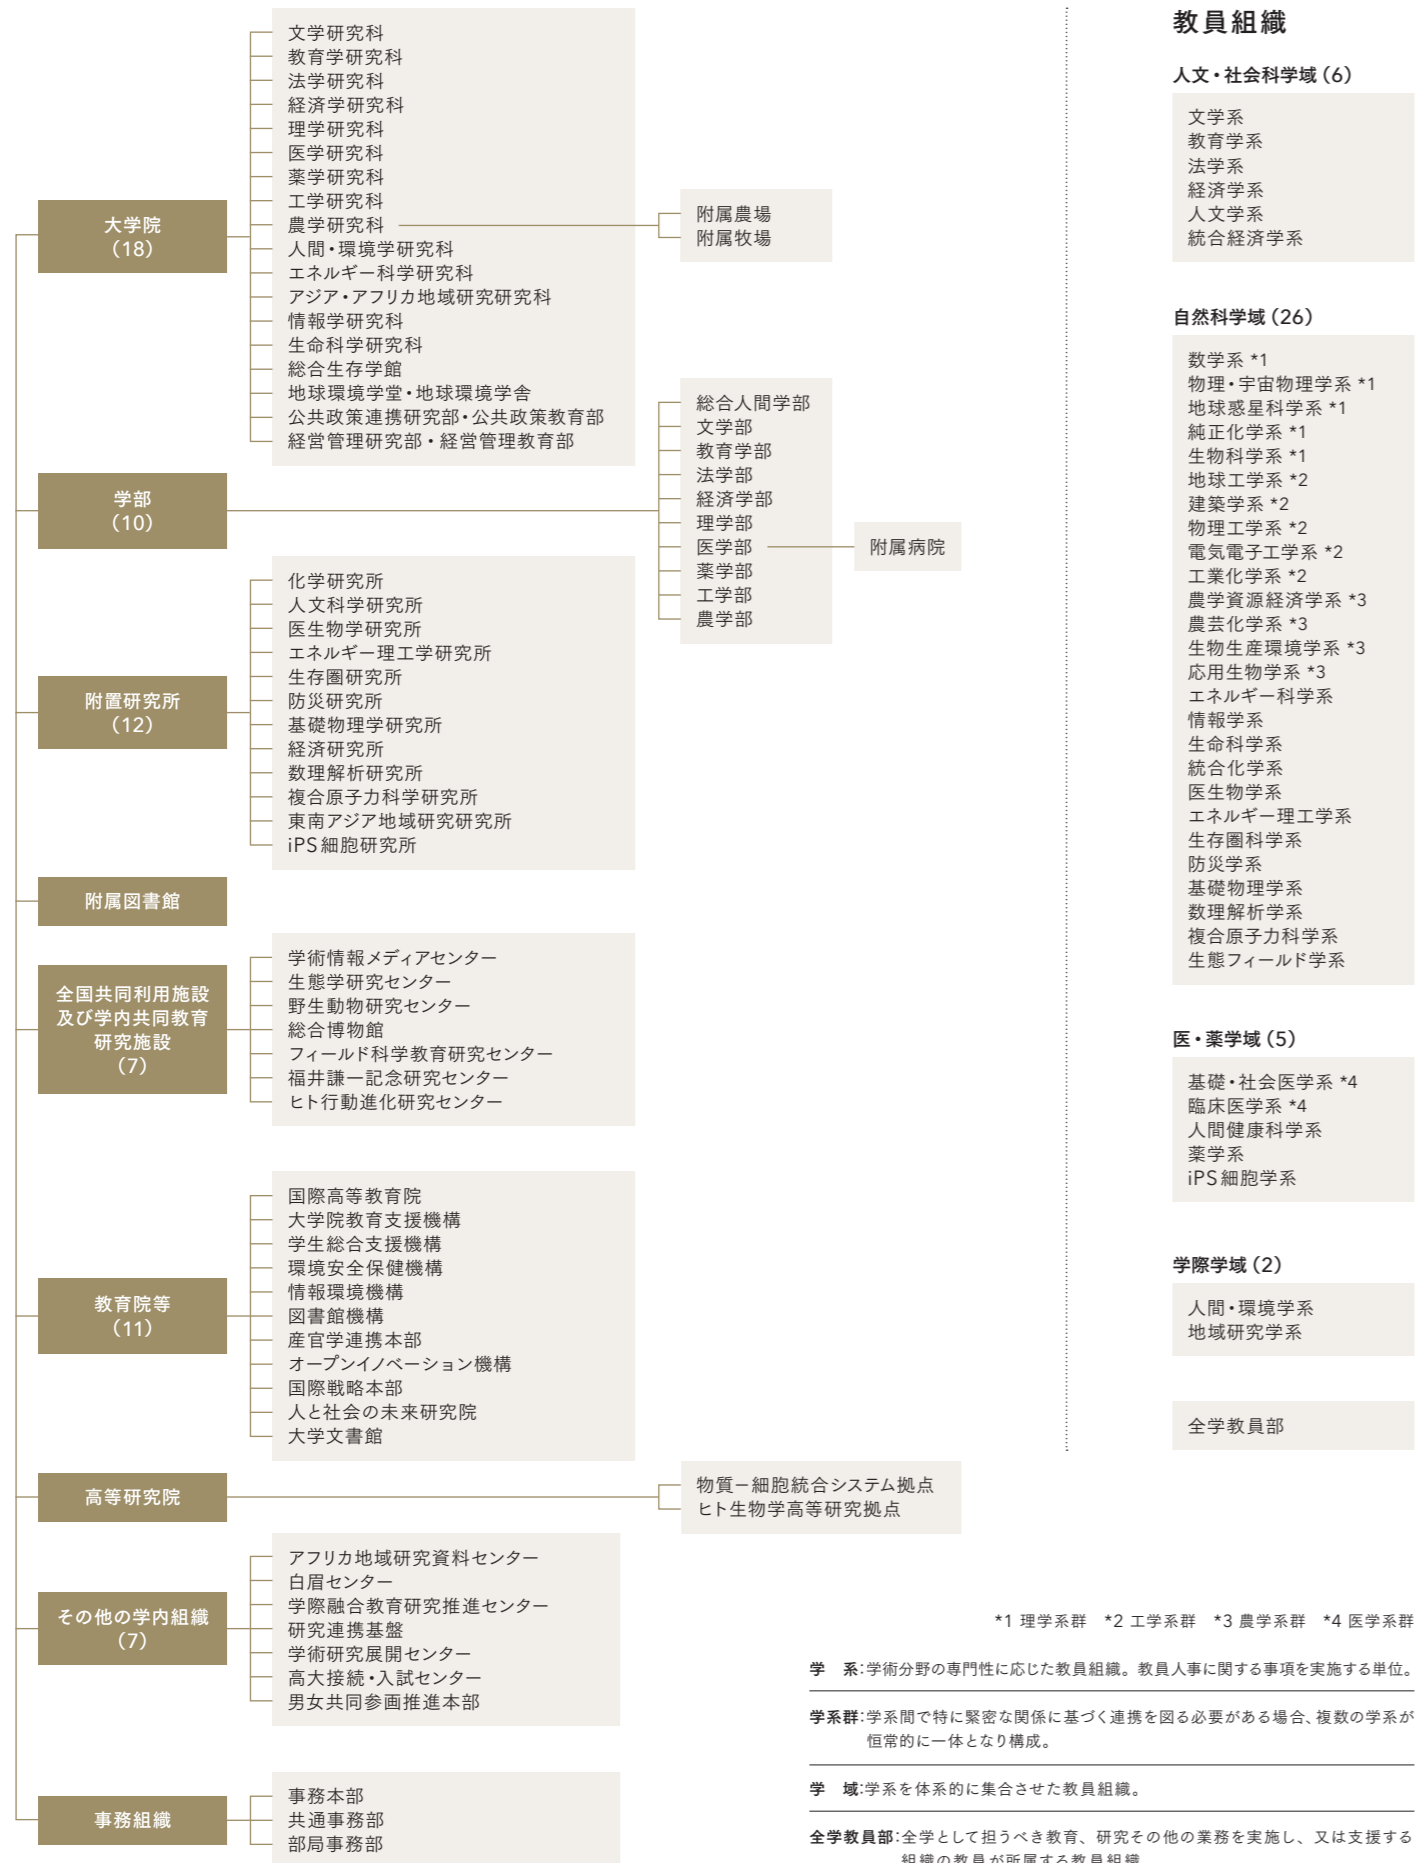 大学院
(18)
文学研究科
教育学研究科
法学研究科
経済学研究科
理学研究科
医学研究科
薬学研究科
工学研究科
農学研究科
人間・環境学研究科
エネルギー科学研究科
アジア・アフリカ地域研究研究科
情報学研究科
生命科学研究科
総合生存学館
地球環境学堂・地球環境学舎
公共政策連携研究部・公共政策教育部
経営管理研究部・経営管理教育部
附属農場
附属牧場
学部
(10)
総合人間学部
文学部
教育学部
法学部
経済学部
理学部
医学部
薬学部
工学部
農学部
附属病院
附置研究所
(12)
化学研究所
人文科学研究所
医生物学研究所
エネルギー理工学研究所
生存圏研究所
防災研究所
基礎物理学研究所
経済研究所
数理解析研究所
複合原子力科学研究所
東南アジア地域研究研究所
iPS細胞研究所
附属図書館
全国共同利用施設
及び学内共同教育
研究施設
(7)
学術情報メディアセンター
生態学研究センター
野生動物研究センター
総合博物館
フィールド科学教育研究センター
福井謙一記念研究センター
ヒト行動進化研究センター
教育院等
(11)
国際高等教育院
大学院教育支援機構
学生総合支援機構
環境安全保健機構
情報環境機構
図書館機構
産官学連携本部
オープンイノベーション機構
国際戦略本部
人と社会の未来研究院
大学文書館
高等研究院
物質−細胞統合システム拠点
ヒト生物学高等研究拠点
その他の学内組織
(7)
アフリカ地域研究資料センター
白眉センター
学際融合教育研究推進センター
研究連携基盤
学術研究展開センター
高大接続・入試センター
男女共同参画推進本部
事務組織
事務本部
共通事務部
部局事務部
教員組織
人文・社会科学域(6)
文学系
教育学系
法学系
経済学系
人文学系
統合経済学系
自然科学域(26)
数学系 *1
物理・宇宙物理学系 *1
地球惑星科学系 *1
純正化学系 *1
生物科学系 *1
地球工学系 *2
建築学系 *2
物理工学系 *2
電気電子工学系 *2
工業化学系 *2
農学資源経済学系 *3
農芸化学系 *3
生物生産環境学系 *3
応用生物学系 *3
エネルギー科学系
情報学系
生命科学系
統合化学系
医生物学系
エネルギー理工学系
生存圏科学系
防災学系
基礎物理学系
数理解析学系
複合原子力科学系
生態フィールド学系
医・薬学域(5)
基礎・社会医学系 *4
臨床医学系 *4
人間健康科学系
薬学系
iPS細胞学系
学際学域(2)
人間・環境学系
地域研究学系
全学教員部
*1 理学系群 *2 工学系群 *3 農学系群 *4 医学系群
学　系:学術分野の専門性に応じた教員組織。教員人事に関する事項を実施する単位。
学系群:学系間で特に緊密な関係に基づく連携を図る必要がある場合、複数の学系が
恒常的に一体となり構成。
学　域:学系を体系的に集合させた教員組織。
全学教員部:全学として担うべき教育、研究その他の業務を実施し、又は支援する
組織の教員が所属する教員組織